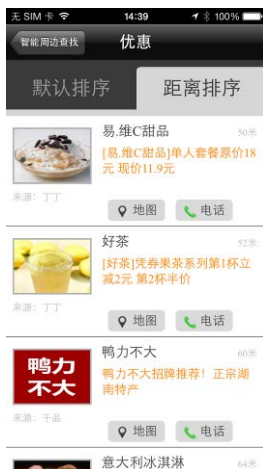 无 SIM 卡 14:39 100%
智能周边查找 优惠
默认排序 距离排序
易.维C甜品 50米
[易.维C甜品]单人套餐原价18
元 现价11.9元
来源：丁丁
地图 电话
好茶 52米
[好茶]凭券果茶系列第1杯立
减2元 第2杯半价
来源：丁丁
地图 电话
鸭力
不大
鸭力不大 60米
鸭力不大招牌推荐！正宗湖
南特产
来源：千品
地图 电话
意大利冰淇淋 64米